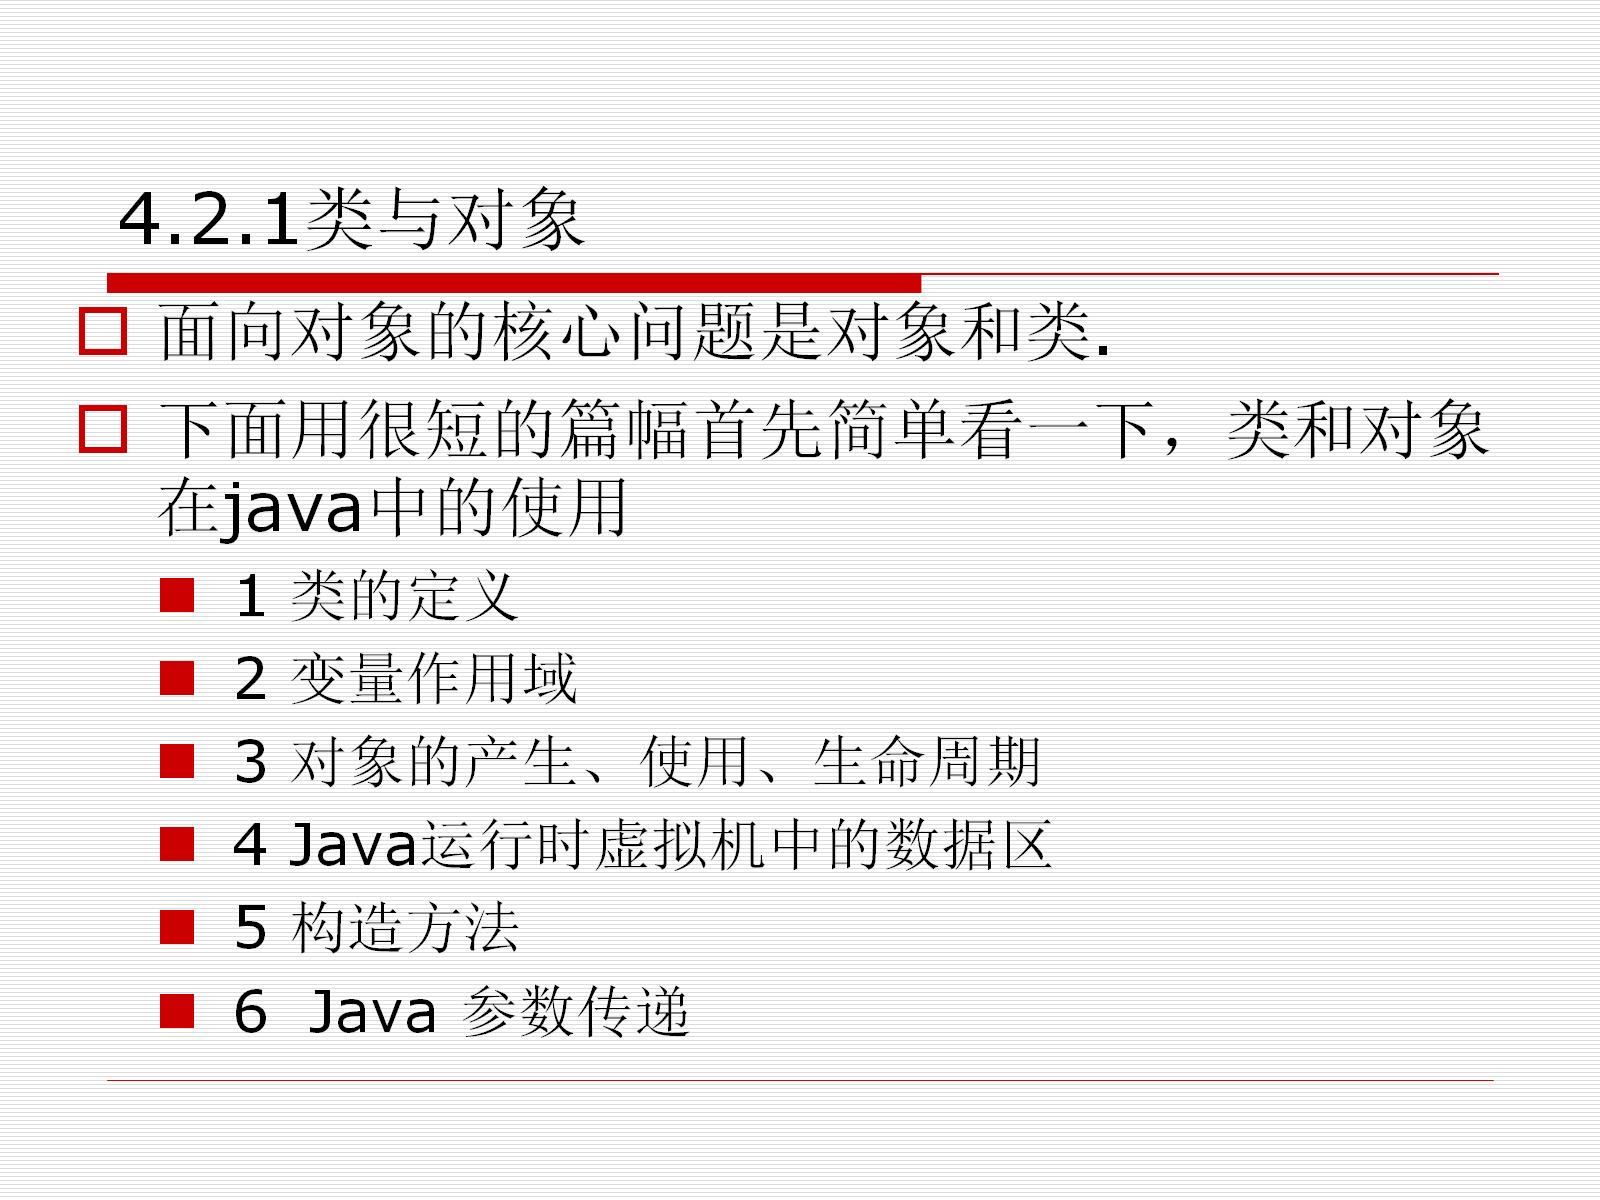 4.2.1类与对象
面向对象的核心问题是对象和类.
下面用很短的篇幅首先简单看一下，类和对象
在java中的使用
1 类的定义
2 变量作用域
3 对象的产生、使用、生命周期
4 Java运行时虚拟机中的数据区
5 构造方法
6  Java 参数传递